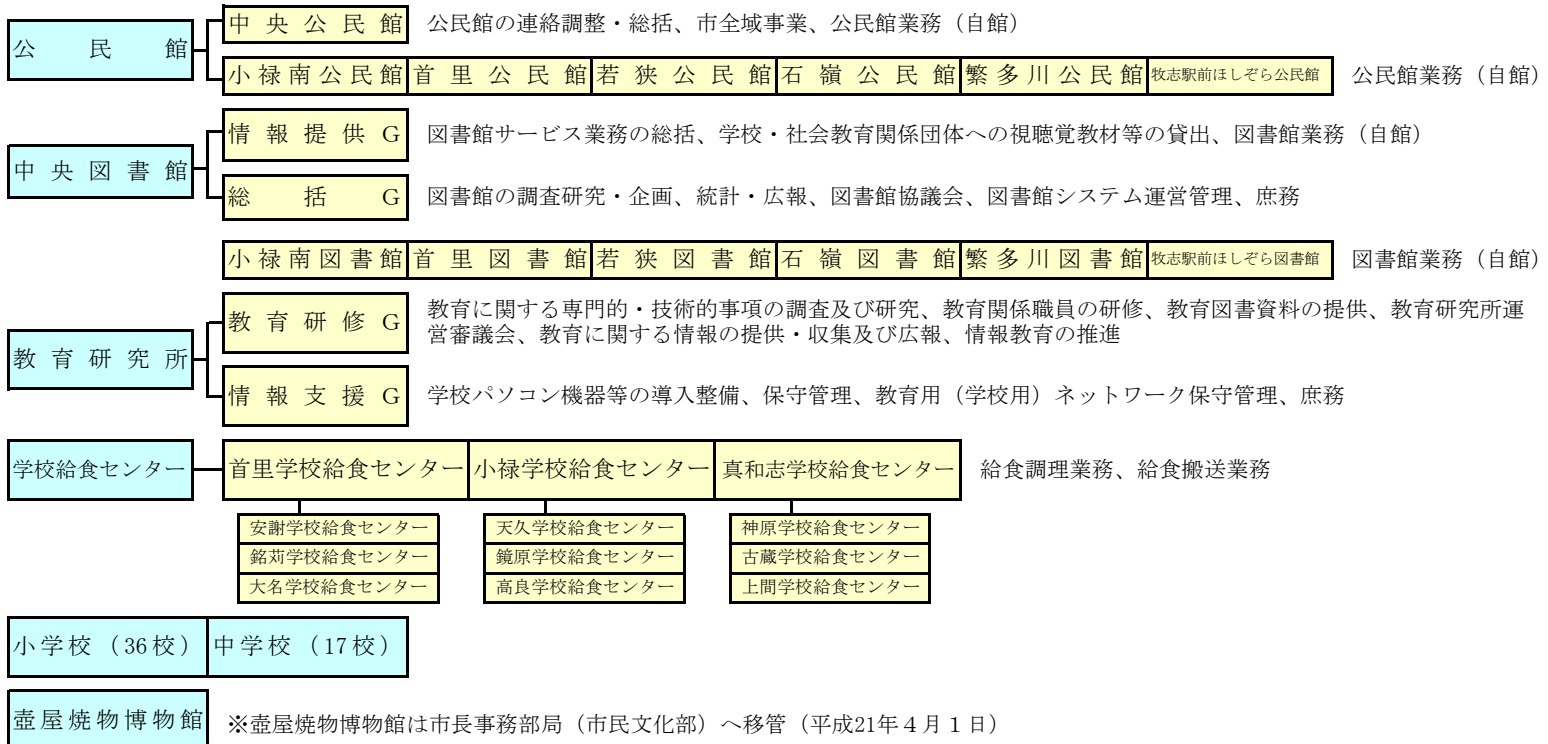 公民館
中央公民館 公民館の連絡調整・総括、市全域事業、公民館業務（自館）
小禄南公民館 首里公民館 若狭公民館 石嶺公民館 繁多川公民館 牧志駅前ほしぞら公民館 公民館業務（自館）
中央図書館
情報提供G 図書館サービス業務の総括、学校・社会教育関係団体への視聴覚教材等の貸出、図書館業務（自館）
総括G 図書館の調査研究・企画、統計・広報、図書館協議会、図書館システム運営管理、庶務
小禄南図書館 首里図書館 若狭図書館 石嶺図書館 繁多川図書館 牧志駅前ほしぞら図書館 図書館業務（自館）
教育研究所
教育研修G 教育に関する専門的・技術的事項の調査及び研究、教育関係職員の研修、教育図書資料の提供、教育研究所運
営審議会、教育に関する情報の提供・収集及び広報、情報教育の推進
情報支援G 学校パソコン機器等の導入整備、保守管理、教育用（学校用）ネットワーク保守管理、庶務
学校給食センター 首里学校給食センター 小禄学校給食センター 真和志学校給食センター 給食調理業務、給食搬送業務
安謝学校給食センター 天久学校給食センター 神原学校給食センター
銘苅学校給食センター 鏡原学校給食センター 古蔵学校給食センター
大名学校給食センター 高良学校給食センター 上間学校給食センター
小学校（36校） 中学校（17校）
壺屋焼物博物館 ※壺屋焼物博物館は市長事務部局（市民文化部）へ移管（平成21年４月１日）